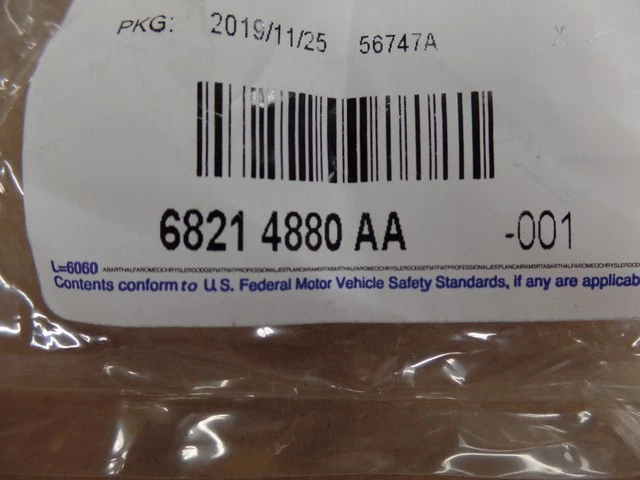 PKG: 2019/11/25 56747A X
6821 4880 AA -001
L=6060
Contents conform to U.S. Federal Motor Vehicle Safety Standards, if any are applicab